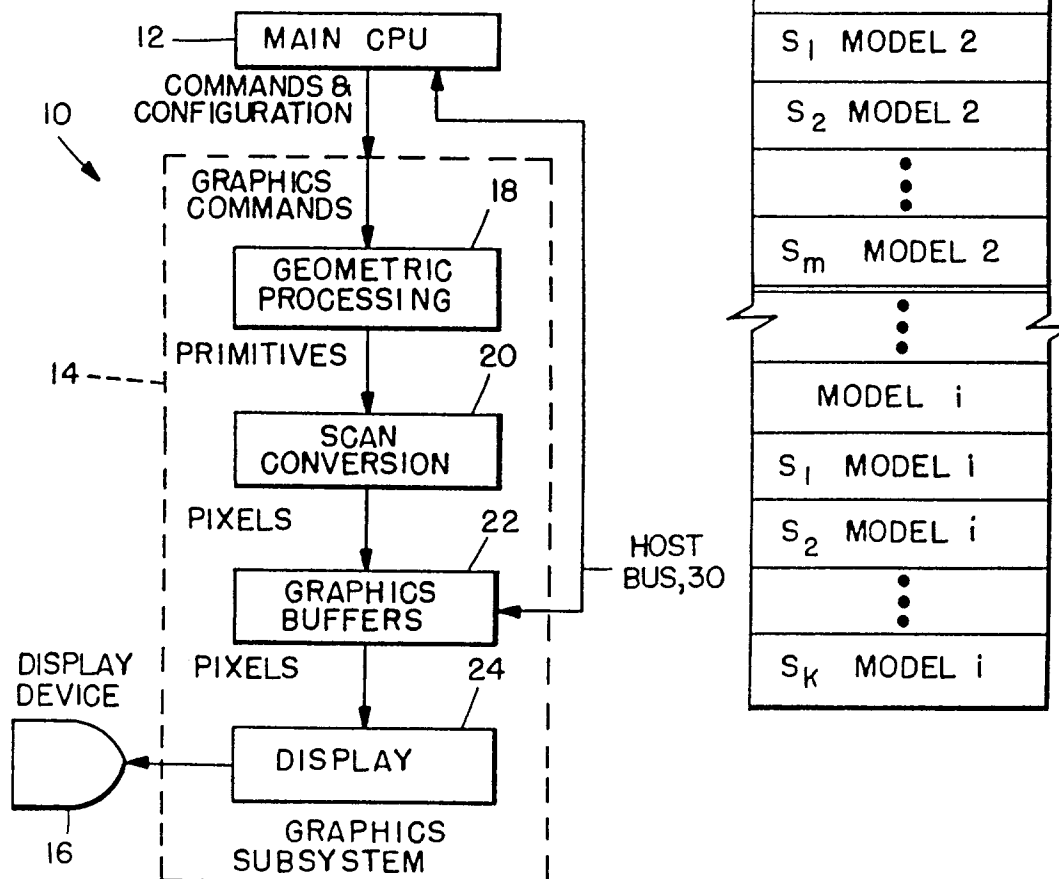 12
MAIN CPU
COMMANDS &
CONFIGURATION
10
GRAPHICS
COMMANDS
18
GEOMETRIC
PROCESSING
14
PRIMITIVES
20
SCAN
CONVERSION
PIXELS
22
GRAPHICS
BUFFERS
HOST
BUS,30
PIXELS
24
DISPLAY
DEVICE
DISPLAY
16
GRAPHICS
SUBSYSTEM
S1 MODEL 2
S2 MODEL 2
Sm MODEL 2
MODEL i
S1 MODEL i
S2 MODEL i
SK MODEL i